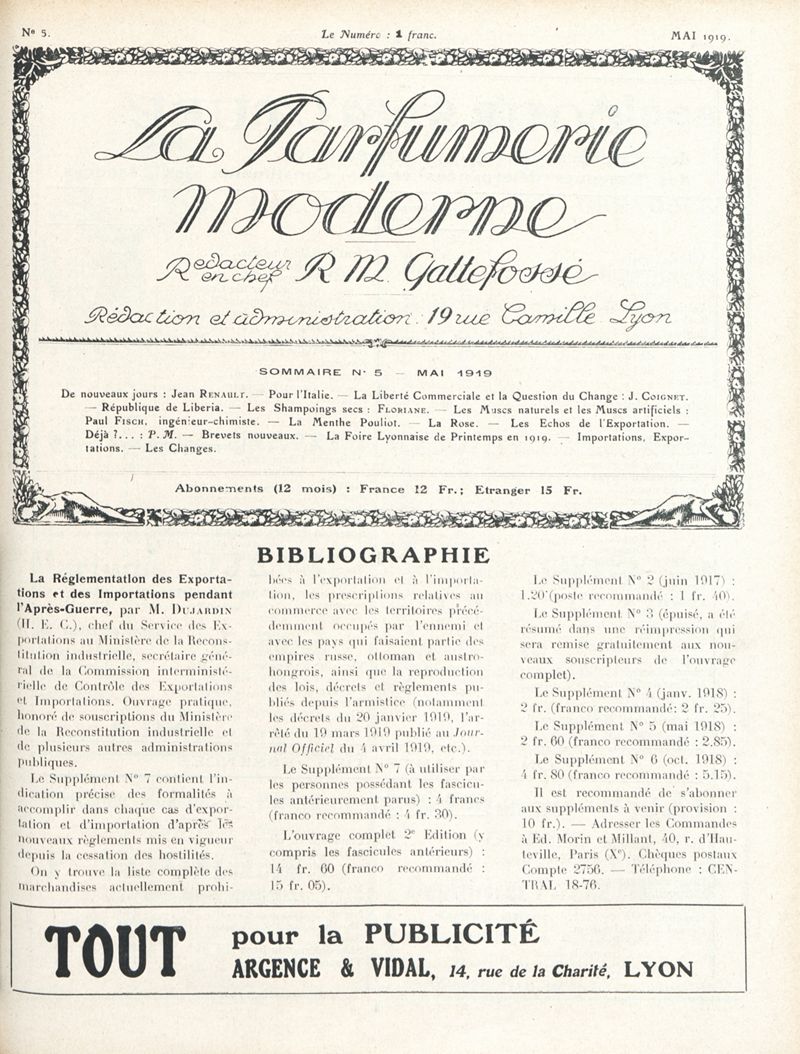 Nº 5.
Le Numéro : 1 franc.
MAI 1919.
La Parfumerie
moderne
Rédacteur en chef R M Gattefossé
Rédaction et administration. 19 rue Camille Lyon
SOMMAIRE N· 5 — MAI 1919
De nouveaux jours : Jean RENAULT. — Pour l'Italie. — La Liberté Commerciale et la Question du Change : J. COIGNET.
— République de Liberia. — Les Shampoings secs : FLORIANE. — Les Muscs naturels et les Muscs artificiels :
Paul FISCH, ingénieur-chimiste. — La Menthe Pouliot. — La Rose. — Les Echos de l'Exportation. —
Déjà ?... : P. M. — Brevets nouveaux. — La Foire Lyonnaise de Printemps en 1919. — Importations, Expor-
tations. — Les Changes.
Abonnements (12 mois) : France 12 Fr.; Etranger 15 Fr.
BIBLIOGRAPHIE
La Réglementation des Exporta-
tions et des Importations pendant
l'Après-Guerre, par M. DUJARDIN
(H. E. C.), chef du Service des Ex-
portations au Ministère de la Recons-
titution industrielle, secrétaire géné-
ral de la Commission interministé-
rielle de Contrôle des Exportations
et Importations. Ouvrage pratique,
honoré de souscriptions du Ministère
de la Reconstitution industrielle et
de plusieurs autres administrations
publiques.
Le Supplément Nº 7 contient l'in-
dication précise des formalités à
accomplir dans chaque cas d'expor-
tation et d'importation d'après les
nouveaux règlements mis en vigueur
depuis la cessation des hostilités.
On y trouve la liste complète des
marchandises actuellement prohi-
bées à l'exportation et à l'importa-
tion, les prescriptions relatives au
commerce avec les territoires précé-
demment occupés par l'ennemi et
avec les pays qui faisaient partie des
empires russe, ottoman et austro-
hongrois, ainsi que la reproduction
des lois, décrets et règlements pu-
bliés depuis l'armistice (notamment
les décrets du 20 janvier 1919, l'ar-
rêté du 19 mars 1919 publié au Jour-
nal Officiel du 4 avril 1919, etc.).
Le Supplément Nº 7 (à utiliser par
les personnes possédant les fascicu-
les antérieurement parus) : 4 francs
(franco recommandé : 4 fr. 30).
L'ouvrage complet 2e Edition (y
compris les fascicules antérieurs) :
14 fr. 60 (franco recommandé :
15 fr. 05).
Le Supplément Nº 2 (juin 1917) :
1.20 (poste recommandé : 1 fr. 40).
Le Supplément Nº 3 (épuisé, a été
résumé dans une réimpression qui
sera remise gratuitement aux nou-
veaux souscripteurs de l'ouvrage
complet).
Le Supplément Nº 4 (janv. 1918) :
2 fr. (franco recommandé: 2 fr. 25).
Le Supplément Nº 5 (mai 1918) :
2 fr. 60 (franco recommandé : 2.85).
Le Supplément Nº 6 (oct. 1918) :
4 fr. 80 (franco recommandé : 5.15).
Il est recommandé de s'abonner
aux suppléments à venir (provision :
10 fr.). — Adresser les Commandes
à Ed. Morin et Millant, 40, r. d'Hau-
teville, Paris (Xe). Chèques postaux
Compte 2756. — Téléphone : CEN-
TRAL 18-76.
TOUT pour la PUBLICITÉ
ARGENCE & VIDAL, 14, rue de la Charité, LYON